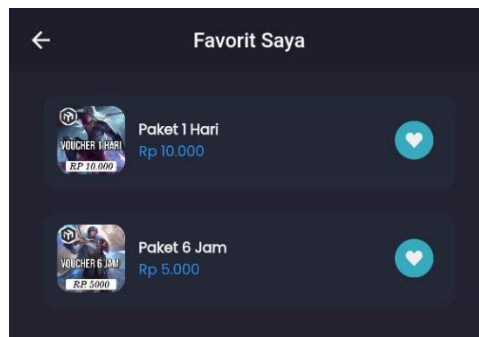 Favorit Saya
VOUCHER 1 HARI
RP 10.000
Paket 1 Hari
Rp 10.000
VOUCHER 6 JAM
RP. 5000
Paket 6 Jam
Rp 5.000